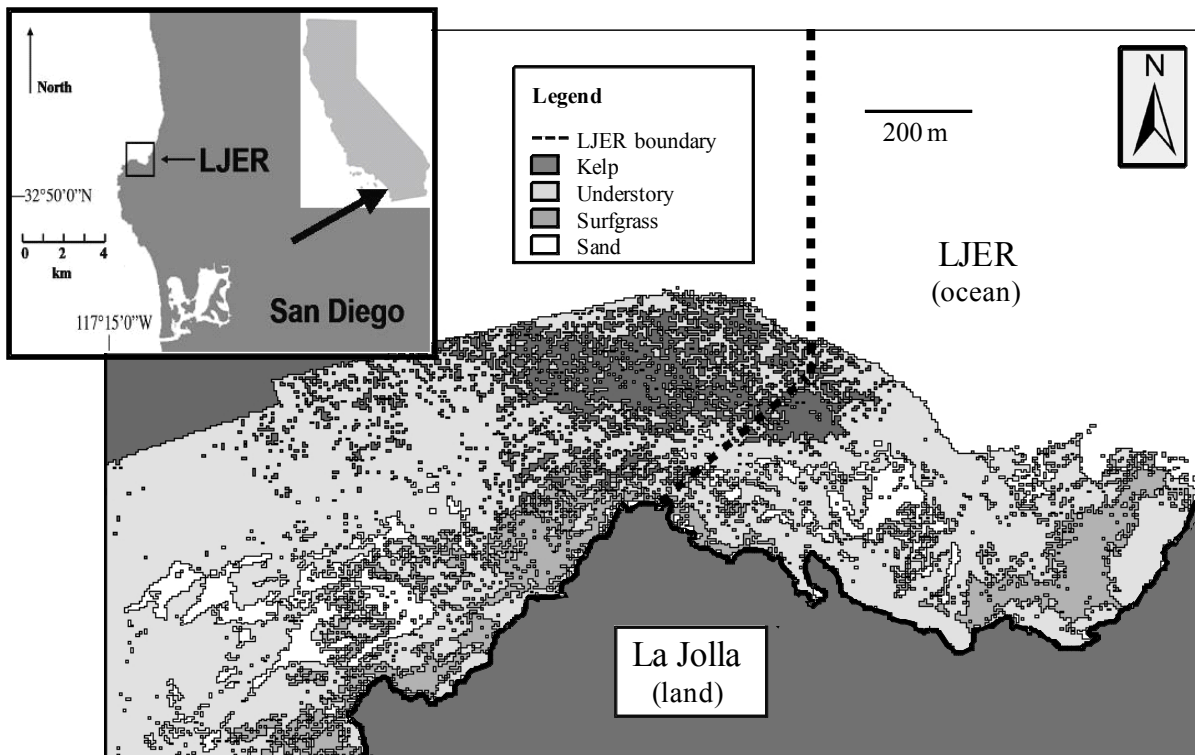 North
LJER
32°50'0"N
0 2 4
km
San Diego
117°15'0"W
Legend
LJER boundary
Kelp
Understory
Surfgrass
Sand
200 m
N
LJER
(ocean)
La Jolla
(land)